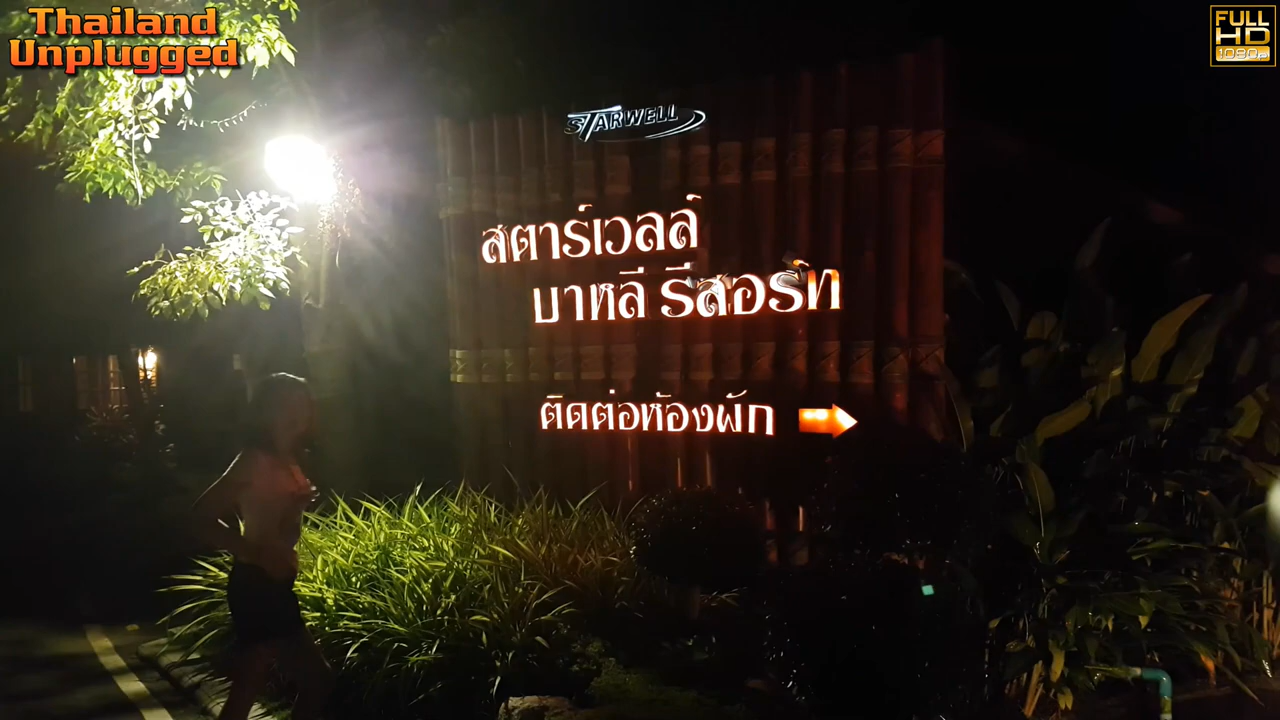 Thailand
Unplugged
FULL
HD
1080p
STARWELL
สตาร์เวลล์
บาหลี รีสอร์ท
ติดต่อห้องพัก